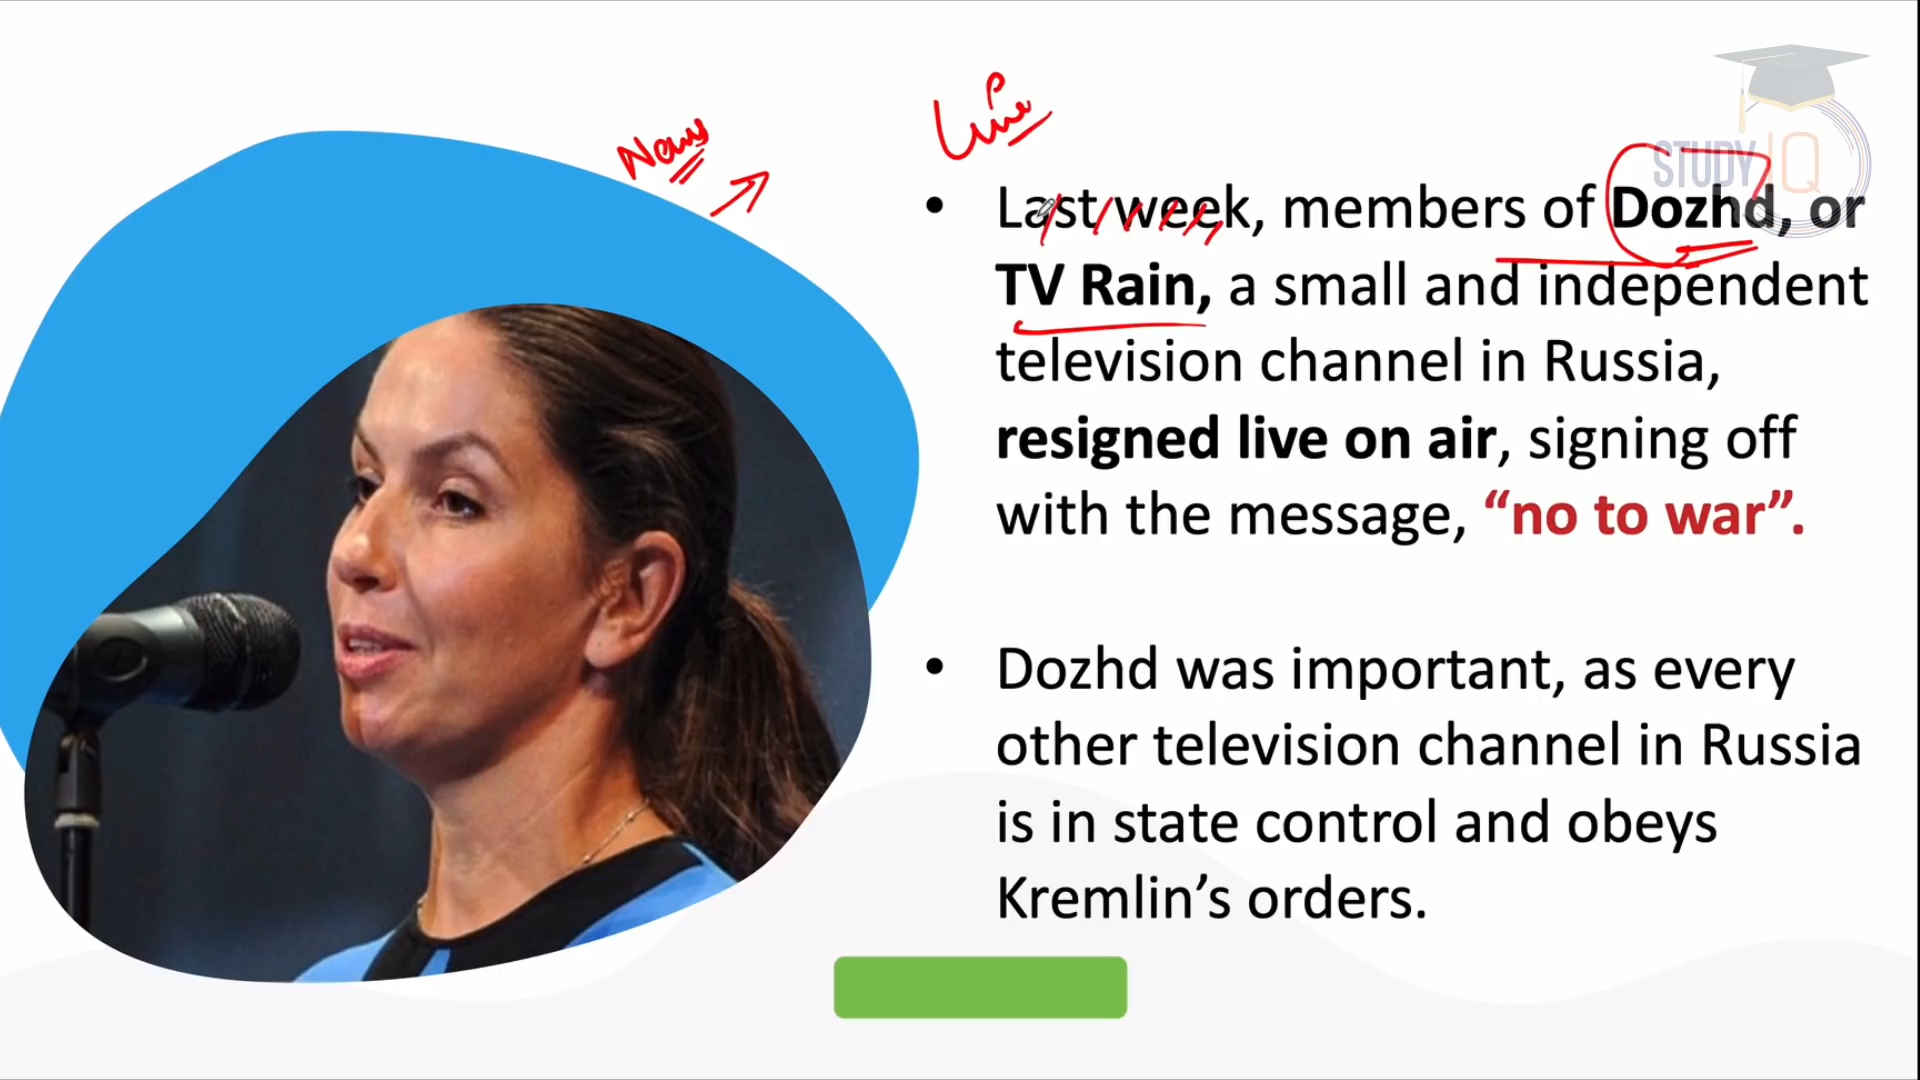 News
Live
STUDY IQ
• Last week, members of Dozhd, or
TV Rain, a small and independent
television channel in Russia,
resigned live on air, signing off
with the message, “no to war”.
• Dozhd was important, as every
other television channel in Russia
is in state control and obeys
Kremlin’s orders.